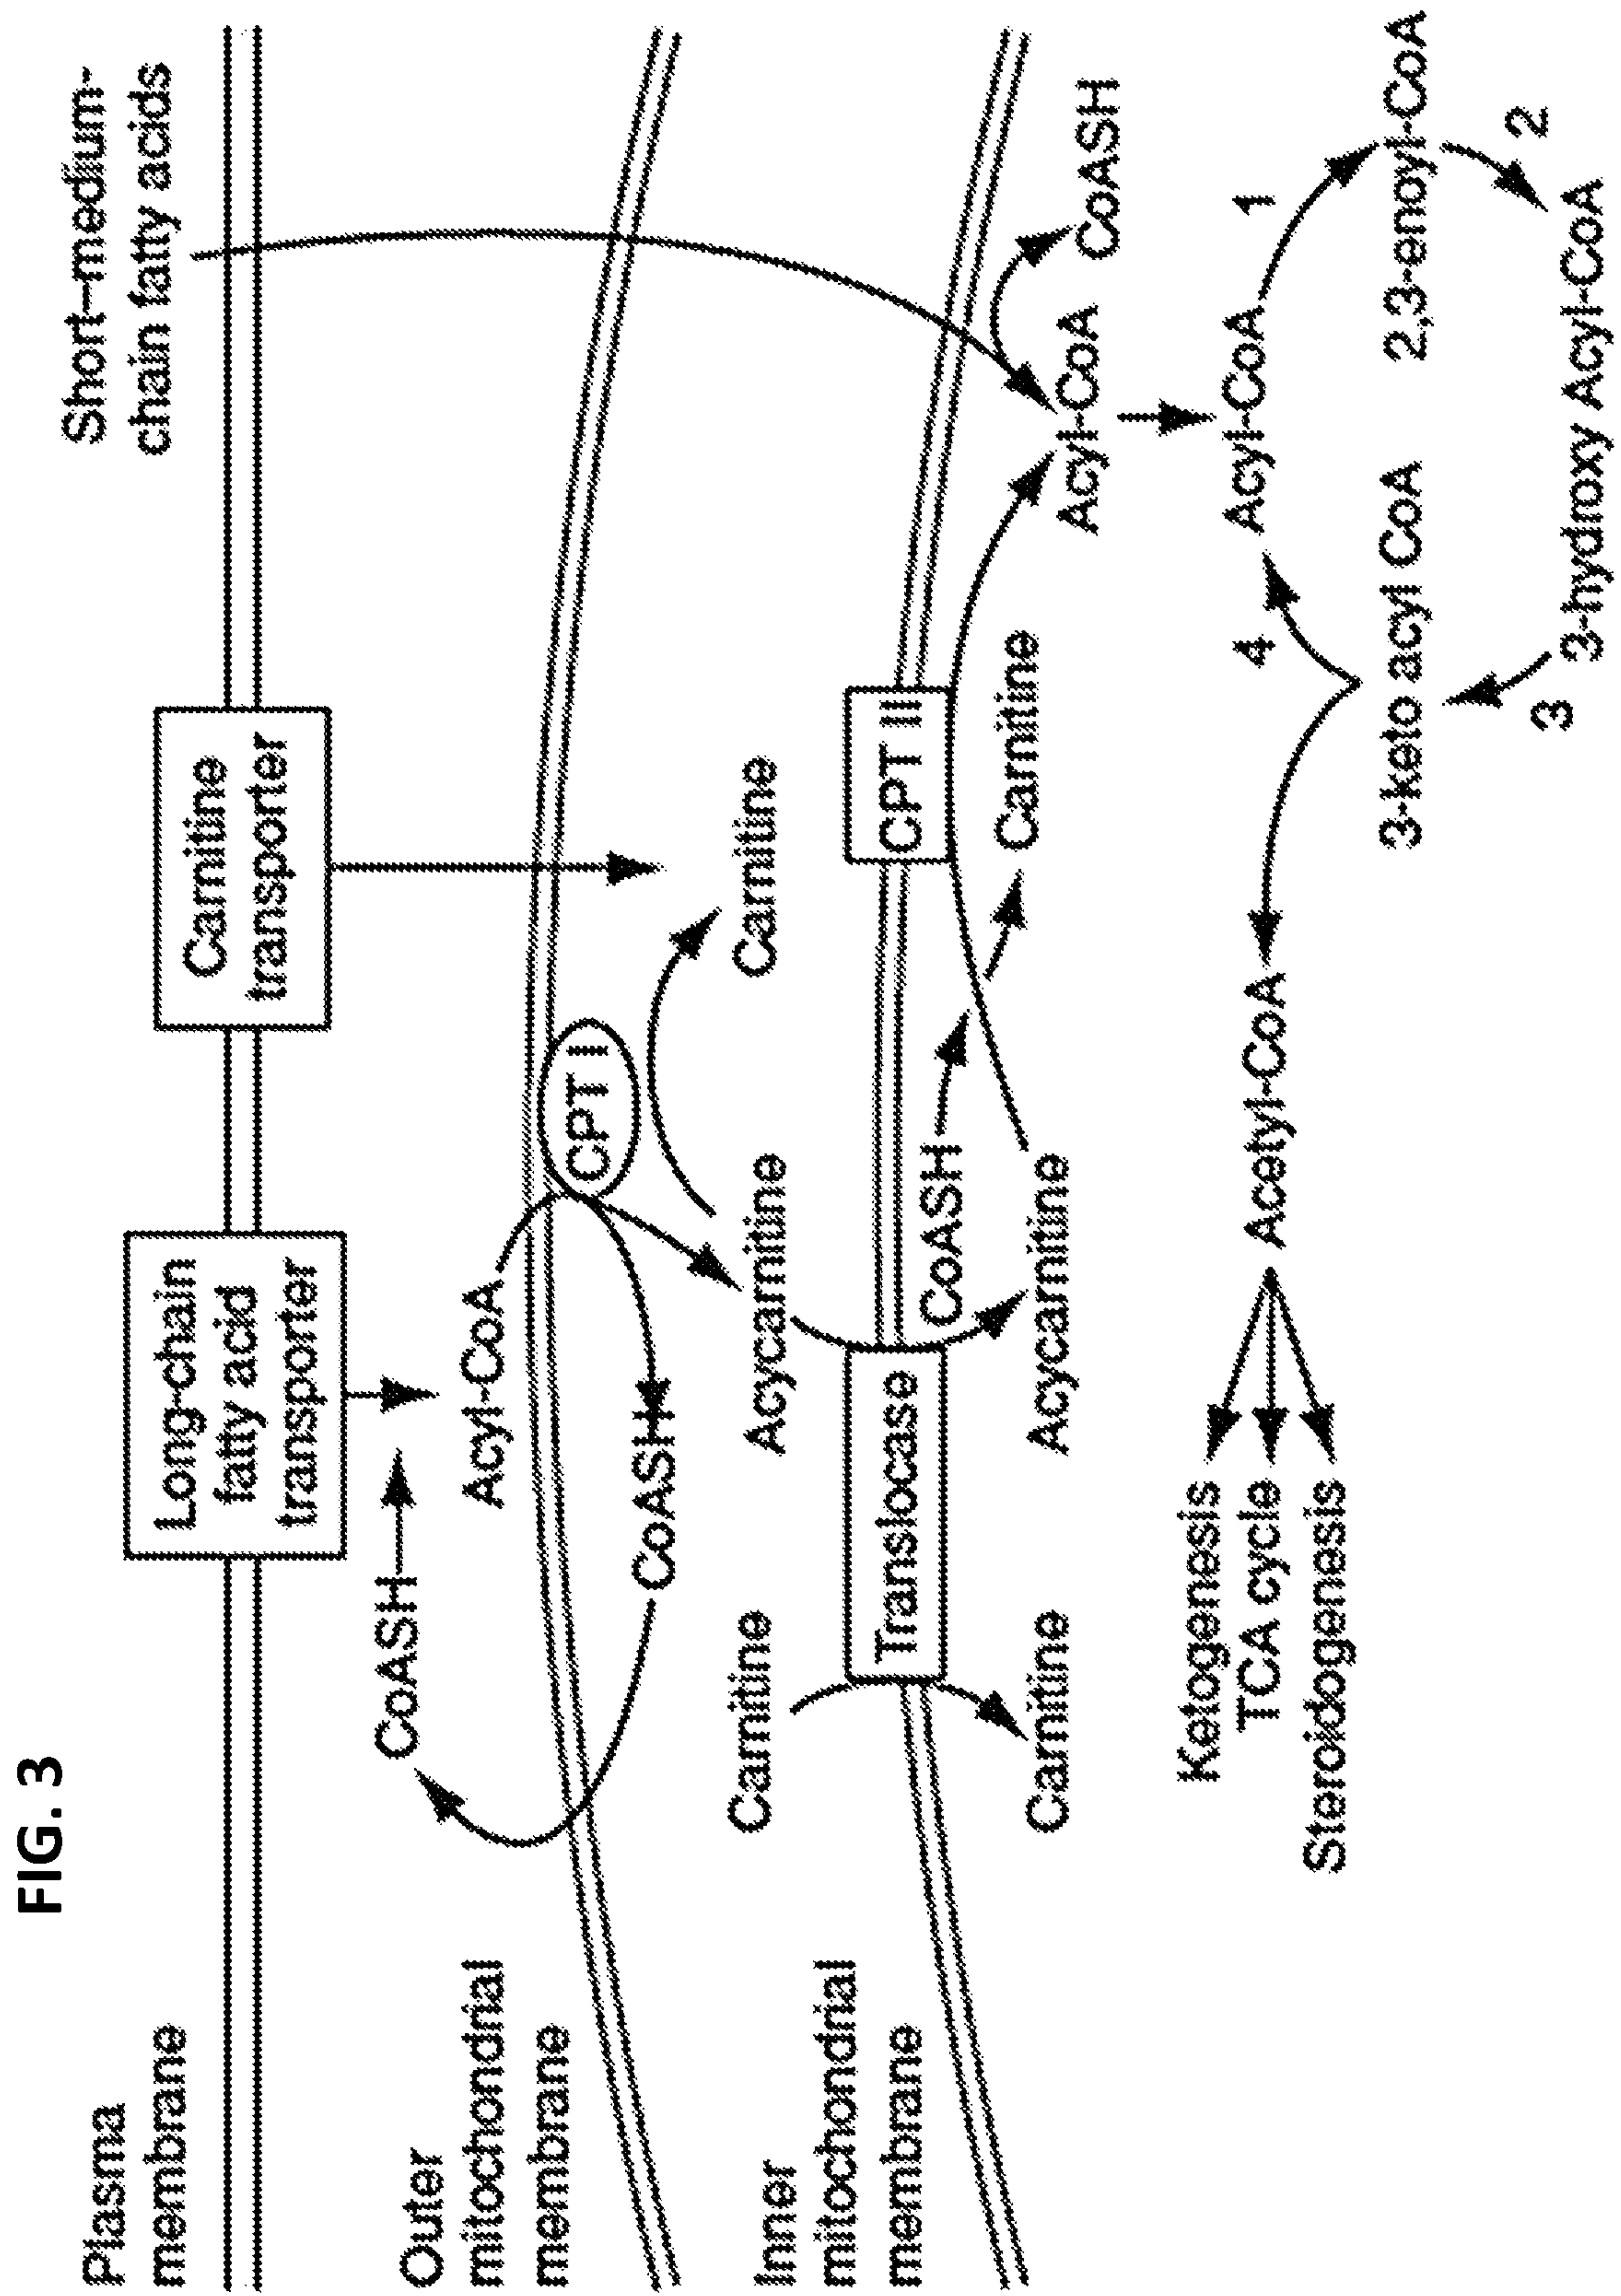 FIG. 3
Plasma
membrane
Long-chain
fatty acid
transporter
Carnitine
transporter
Short–medium-
chain fatty acids
CoASH
Acyl-CoA
Outer
mitochondrial
membrane
CPT I
CoASH
Carnitine
Acycarnitine
Carnitine
Inner
mitochondrial
membrane
Translocase
CPT II
CoASH
Carnitine
Acycarnitine
Carnitine
Acyl-CoA
CoASH
Ketogenesis
TCA cycle
Steroidogenesis
Acetyl-CoA
4
Acyl-CoA
1
3-keto acyl CoA
2,3-enoyl-CoA
3
2
3-hydroxy Acyl-CoA